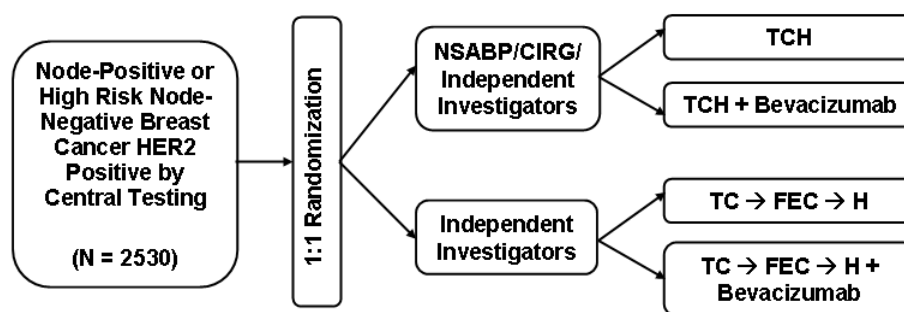 Node-Positive or
High Risk Node-
Negative Breast
Cancer HER2
Positive by
Central Testing
(N = 2530)
1:1 Randomization
NSABP/CIRG/
Independent
Investigators
TCH
TCH + Bevacizumab
Independent
Investigators
TC → FEC → H
TC → FEC → H +
Bevacizumab